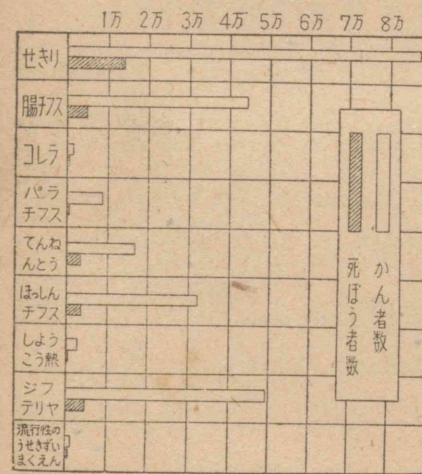 1万 2万 3万 4万 5万 6万 7万 8万
せきり
腸チフス
コレラ
パラ
チフス
てんね
んとう
ほっしん
チフス
しよう
こう熱
ジフ
テリヤ
流行性の
うせきずい
まくえん
かん者数
死ぼう者数